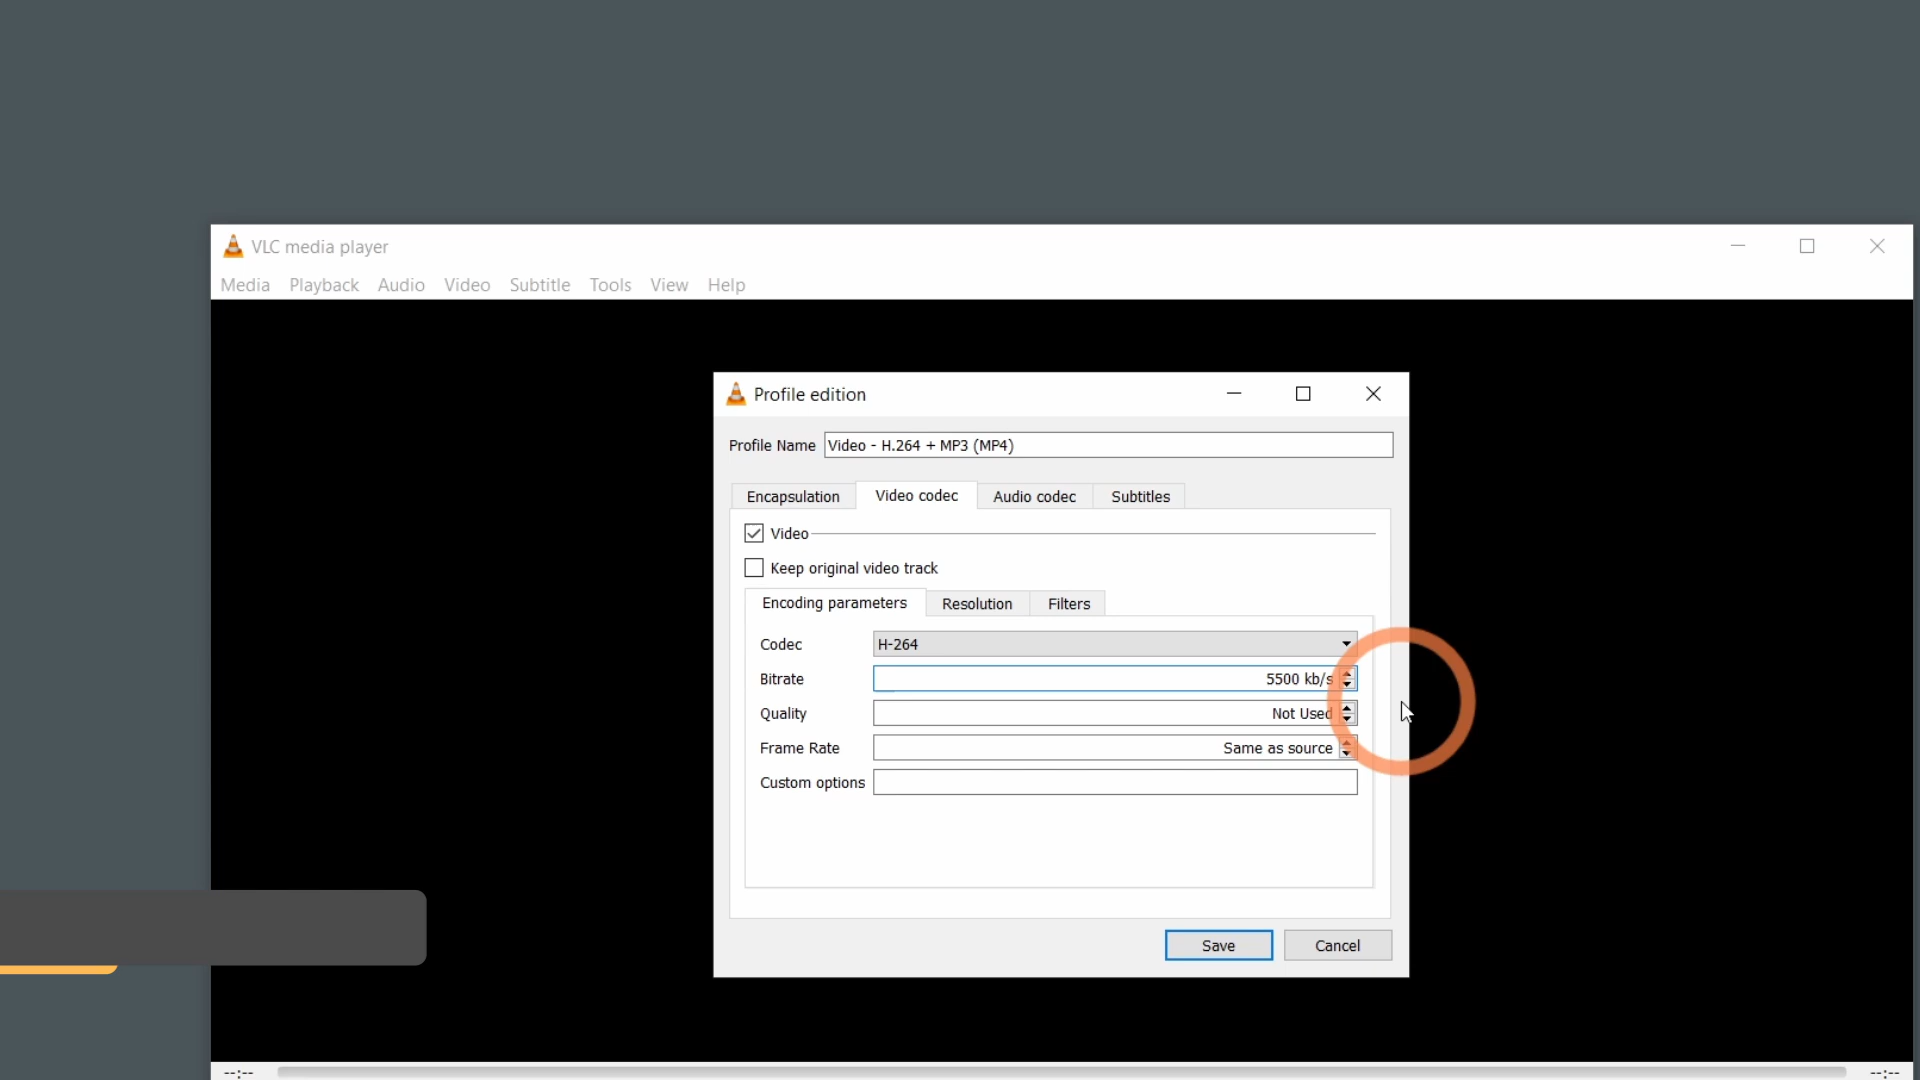 VLC media player
Media Playback Audio Video Subtitle Tools View Help
Profile edition
Profile Name Video - H.264 + MP3 (MP4)
Encapsulation Video codec Audio codec Subtitles
Video
Keep original video track
Encoding parameters Resolution Filters
Codec H-264
Bitrate 5500 kb/s
Quality Not Used
Frame Rate Same as source
Custom options
Save Cancel
--:-- --:--